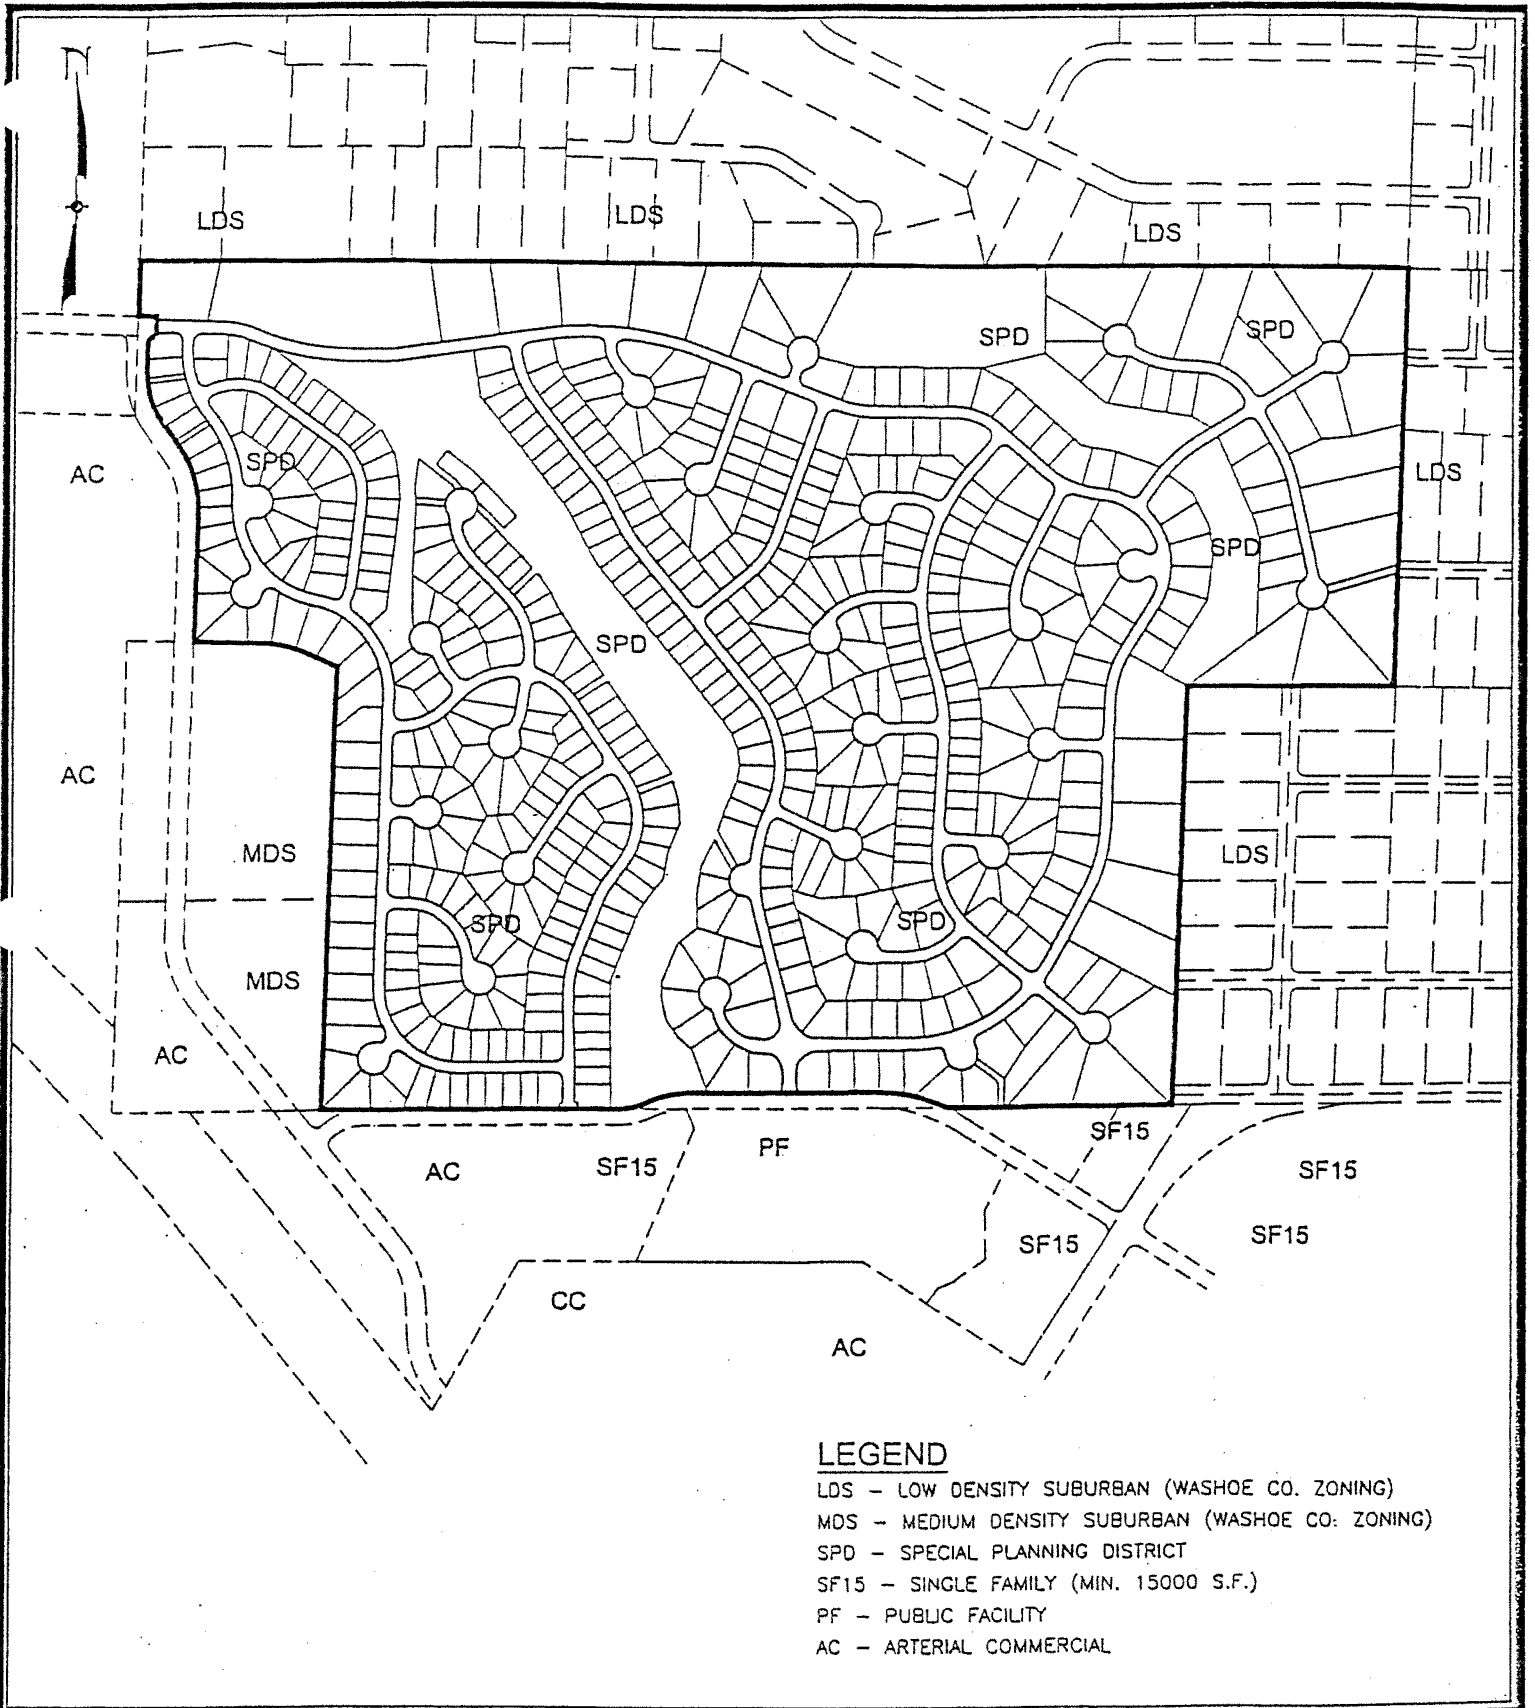 N
LDS
LDS
LDS
SPD
SPD
SPD
AC
LDS
SPD
SPD
AC
MDS
LDS
SPD
SPD
MDS
AC
SF15
PF
AC
SF15
SF15
SF15
SF15
CC
AC
LEGEND
LDS – LOW DENSITY SUBURBAN (WASHOE CO. ZONING)
MDS – MEDIUM DENSITY SUBURBAN (WASHOE CO: ZONING)
SPD – SPECIAL PLANNING DISTRICT
SF15 – SINGLE FAMILY (MIN. 15000 S.F.)
PF – PUBLIC FACILITY
AC – ARTERIAL COMMERCIAL